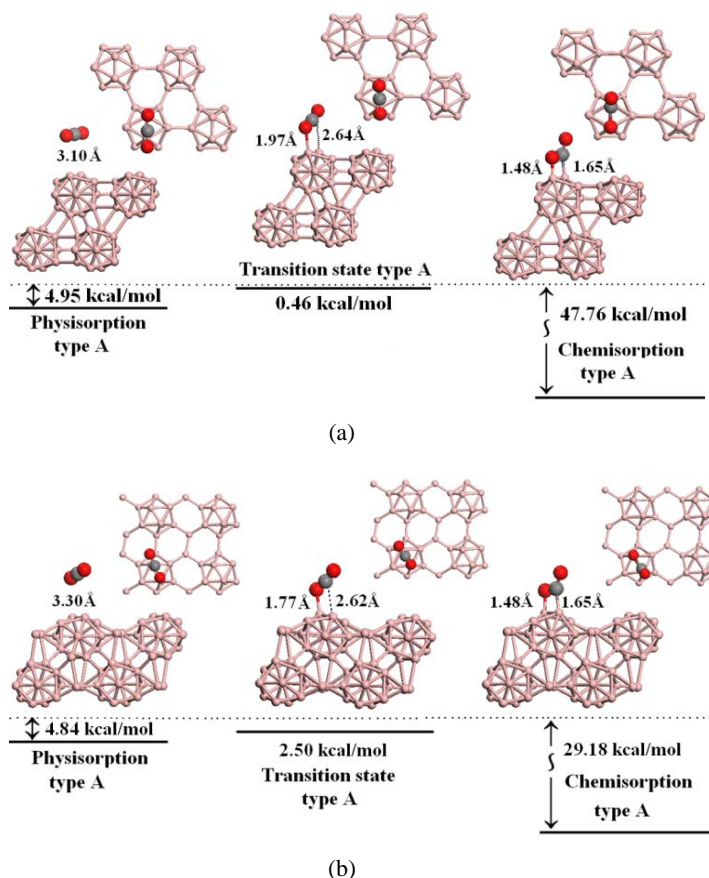 3.10Å
1.97Å
2.64Å
1.48Å
1.65Å
Transition state type A
4.95 kcal/mol
0.46 kcal/mol
47.76 kcal/mol
Physisorption
type A
Chemisorption
type A
(a)
3.30Å
1.77Å
2.62Å
1.48Å
1.65Å
4.84 kcal/mol
2.50 kcal/mol
29.18 kcal/mol
Physisorption
type A
Transition state
type A
Chemisorption
type A
(b)